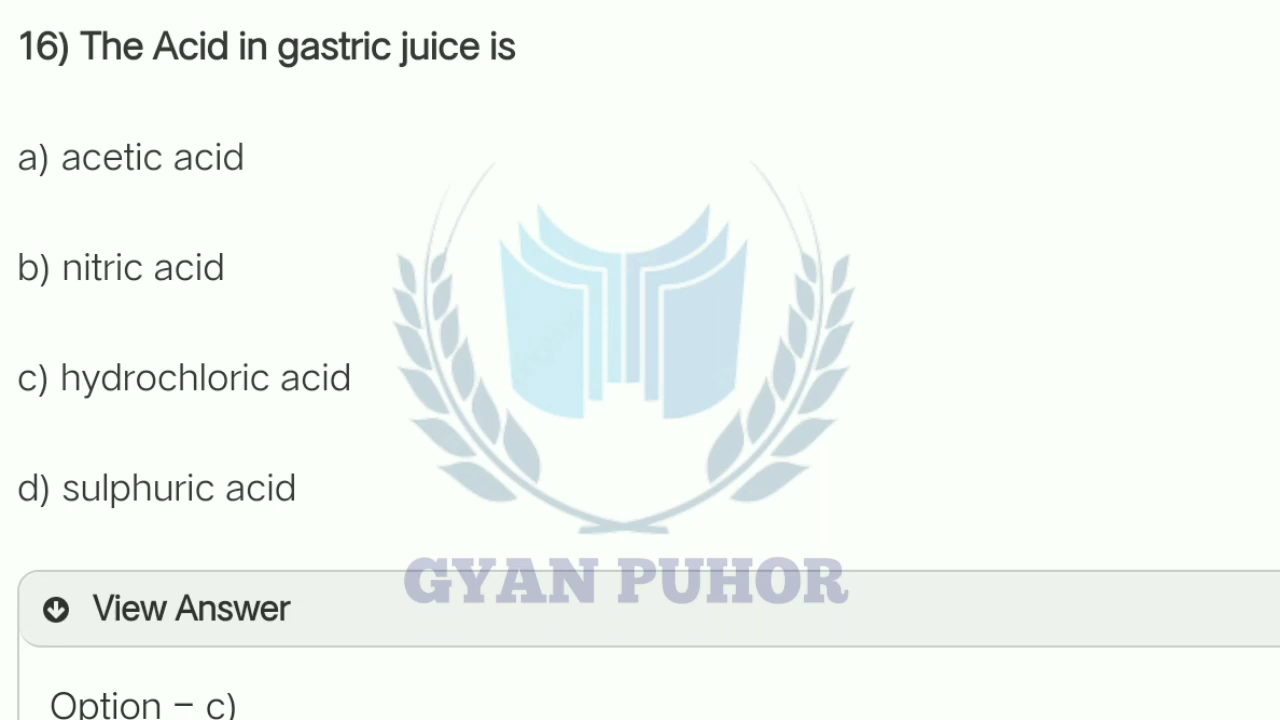 16) The Acid in gastric juice is
a) acetic acid
b) nitric acid
c) hydrochloric acid
d) sulphuric acid
GYAN PUHOR
View Answer
Option – c)